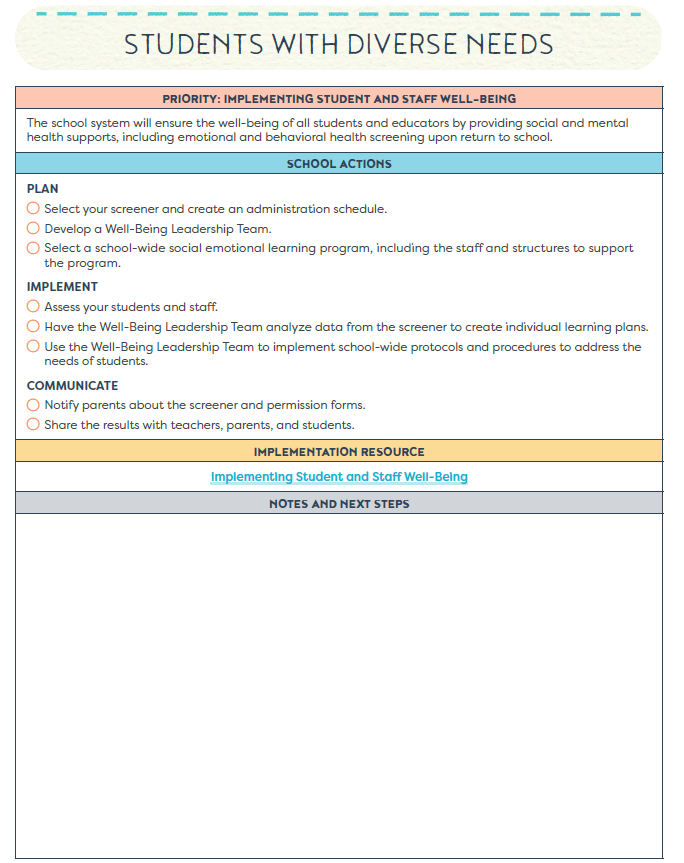 STUDENTS WITH DIVERSE NEEDS
PRIORITY: IMPLEMENTING STUDENT AND STAFF WELL-BEING
The school system will ensure the well-being of all students and educators by providing social and mental
health supports, including emotional and behavioral health screening upon return to school.
SCHOOL ACTIONS
PLAN
Select your screener and create an administration schedule.
Develop a Well-Being Leadership Team.
Select a school-wide social emotional learning program, including the staff and structures to support
the program.
IMPLEMENT
Assess your students and staff.
Have the Well-Being Leadership Team analyze data from the screener to create individual learning plans.
Use the Well-Being Leadership Team to implement school-wide protocols and procedures to address the
needs of students.
COMMUNICATE
Notify parents about the screener and permission forms.
Share the results with teachers, parents, and students.
IMPLEMENTATION RESOURCE
Implementing Student and Staff Well-Being
NOTES AND NEXT STEPS